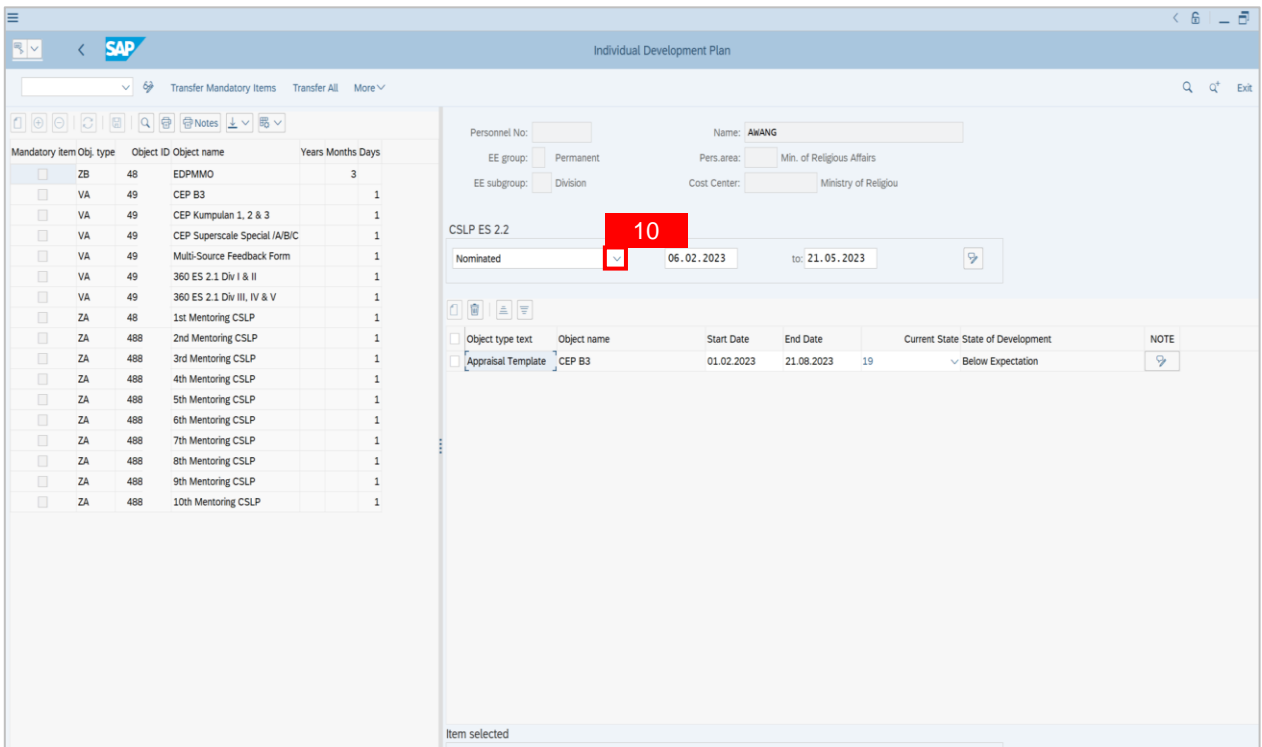 SAP
Individual Development Plan
Transfer Mandatory Items Transfer All More Exit
Notes
Mandatory item Obj. type Object ID Object name Years Months Days
ZB 48 EDPMMO 3
VA 49 CEP B3 1
VA 49 CEP Kumpulan 1, 2 & 3 1
VA 49 CEP Superscale Special /A/B/C 1
VA 49 Multi-Source Feedback Form 1
VA 49 360 ES 2.1 Div I & II 1
VA 49 360 ES 2.1 Div III, IV & V 1
ZA 48 1st Mentoring CSLP 1
ZA 488 2nd Mentoring CSLP 1
ZA 488 3rd Mentoring CSLP 1
ZA 488 4th Mentoring CSLP 1
ZA 488 5th Mentoring CSLP 1
ZA 488 6th Mentoring CSLP 1
ZA 488 7th Mentoring CSLP 1
ZA 488 8th Mentoring CSLP 1
ZA 488 9th Mentoring CSLP 1
ZA 488 10th Mentoring CSLP 1
Personnel No: Name: AWANG
EE group: Permanent Pers.area: Min. of Religious Affairs
EE subgroup: Division Cost Center: Ministry of Religiou
CSLP ES 2.2
10
Nominated 06.02.2023 to: 21.05.2023
Object type text Object name Start Date End Date Current State State of Development NOTE
Appraisal Template CEP B3 01.02.2023 21.08.2023 19 Below Expectation
Item selected